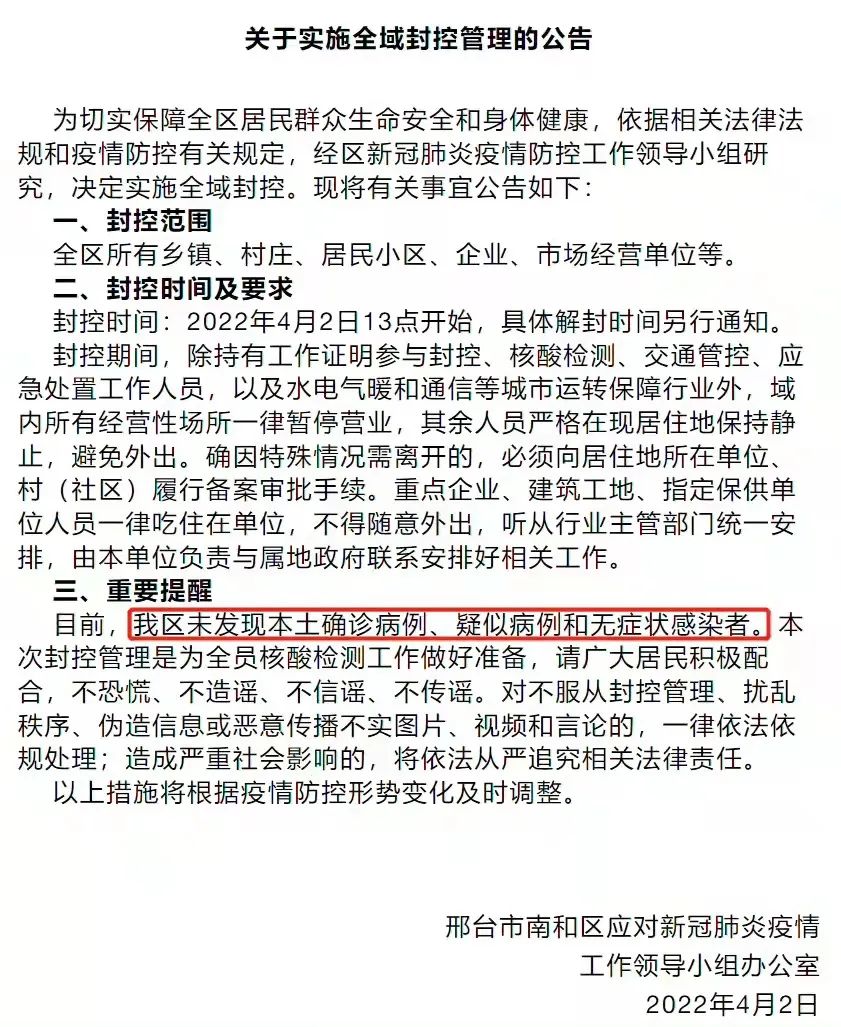 关于实施全域封控管理的公告
为切实保障全区居民群众生命安全和身体健康，依据相关法律法
规和疫情防控有关规定，经区新冠肺炎疫情防控工作领导小组研
究，决定实施全域封控。现将有关事宜公告如下：
一、封控范围
全区所有乡镇、村庄、居民小区、企业、市场经营单位等。
二、封控时间及要求
封控时间：2022年4月2日13点开始，具体解封时间另行通知。
封控期间，除持有工作证明参与封控、核酸检测、交通管控、应
急处置工作人员，以及水电气暖和通信等城市运转保障行业外，域
内所有经营性场所一律暂停营业，其余人员严格在现居住地保持静
止，避免外出。确因特殊情况需离开的，必须向居住地所在单位、
村（社区）履行备案审批手续。重点企业、建筑工地、指定保供单
位人员一律吃住在单位，不得随意外出，听从行业主管部门统一安
排，由本单位负责与属地政府联系安排好相关工作。
三、重要提醒
目前，我区未发现本土确诊病例、疑似病例和无症状感染者。本
次封控管理是为全员核酸检测工作做好准备，请广大居民积极配
合，不恐慌、不造谣、不信谣、不传谣。对不服从封控管理、扰乱
秩序、伪造信息或恶意传播不实图片、视频和言论的，一律依法依
规处理；造成严重社会影响的，将依法从严追究相关法律责任。
以上措施将根据疫情防控形势变化及时调整。
邢台市南和区应对新冠肺炎疫情
工作领导小组办公室
2022年4月2日